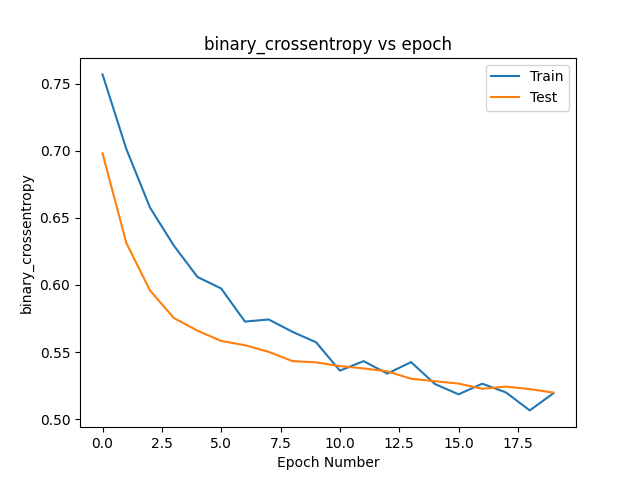 binary_crossentropy vs epoch
Train
Test
binary_crossentropy
0.75
0.70
0.65
0.60
0.55
0.50
0.0 2.5 5.0 7.5 10.0 12.5 15.0 17.5
Epoch Number